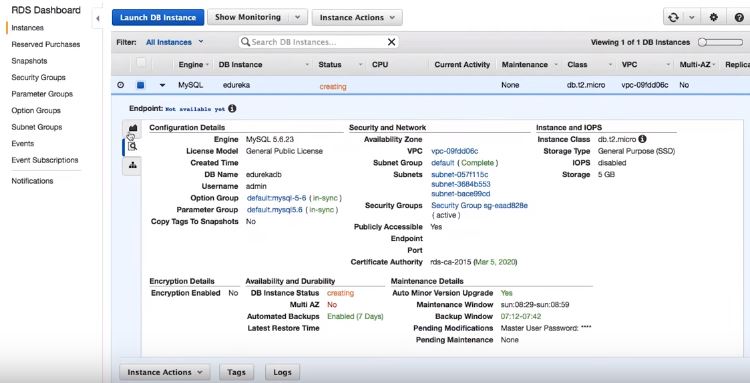 RDS Dashboard
Instances
Reserved Purchases
Snapshots
Security Groups
Parameter Groups
Option Groups
Subnet Groups
Events
Event Subscriptions
Notifications
Launch DB Instance Show Monitoring Instance Actions
Filter: All Instances Search DB Instances... Viewing 1 of 1 DB Instances
Engine DB Instance Status CPU Current Activity Maintenance Class VPC Multi-AZ Replica
MySQL edureka creating None db.t2.micro vpc-09fdd06c No
Endpoint: Not available yet
Configuration Details
Engine MySQL 5.6.23
License Model General Public License
Created Time
DB Name edurekadb
Username admin
Option Group default:mysql-5-6 ( in-sync )
Parameter Group default.mysql5.6 ( in-sync )
Copy Tags To Snapshots No
Security and Network
Availability Zone
VPC vpc-09fdd06c
Subnet Group default ( Complete )
Subnets subnet-057f115c
subnet-3684b553
subnet-bace99cd
Security Groups Security Group sg-eaad828e
( active )
Publicly Accessible Yes
Endpoint
Port
Certificate Authority rds-ca-2015 (Mar 5, 2020)
Instance and IOPS
Instance Class db.t2.micro
Storage Type General Purpose (SSD)
IOPS disabled
Storage 5 GB
Encryption Details
Encryption Enabled No
Availability and Durability
DB Instance Status creating
Multi AZ No
Automated Backups Enabled (7 Days)
Latest Restore Time
Maintenance Details
Auto Minor Version Upgrade Yes
Maintenance Window sun:08:29-sun:08:59
Backup Window 07:12-07:42
Pending Modifications Master User Password: ****
Pending Maintenance None
Instance Actions Tags Logs